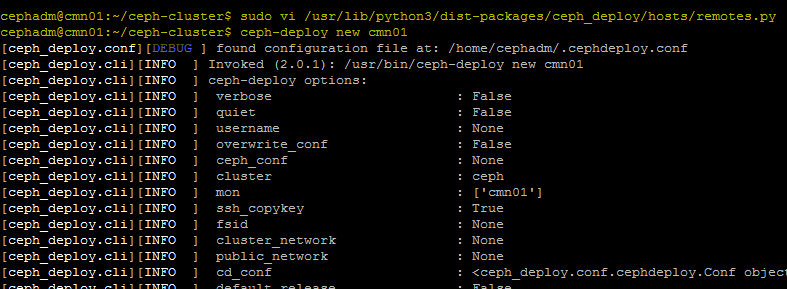 cephadm@cmn01:~/ceph-cluster$ sudo vi /usr/lib/python3/dist-packages/ceph_deploy/hosts/remotes.py
cephadm@cmn01:~/ceph-cluster$ ceph-deploy new cmn01
[ceph_deploy.conf][DEBUG ] found configuration file at: /home/cephadm/.cephdeploy.conf
[ceph_deploy.cli][INFO  ] Invoked (2.0.1): /usr/bin/ceph-deploy new cmn01
[ceph_deploy.cli][INFO  ] ceph-deploy options:
[ceph_deploy.cli][INFO  ]  verbose                       : False
[ceph_deploy.cli][INFO  ]  quiet                         : False
[ceph_deploy.cli][INFO  ]  username                      : None
[ceph_deploy.cli][INFO  ]  overwrite_conf                : False
[ceph_deploy.cli][INFO  ]  ceph_conf                     : None
[ceph_deploy.cli][INFO  ]  cluster                       : ceph
[ceph_deploy.cli][INFO  ]  mon                           : ['cmn01']
[ceph_deploy.cli][INFO  ]  ssh_copykey                   : True
[ceph_deploy.cli][INFO  ]  fsid                          : None
[ceph_deploy.cli][INFO  ]  cluster_network               : None
[ceph_deploy.cli][INFO  ]  public_network                : None
[ceph_deploy.cli][INFO  ]  cd_conf                       : <ceph_deploy.conf.cephdeploy.Conf object
[ceph_deploy.cli][INFO  ]  default_release               : False